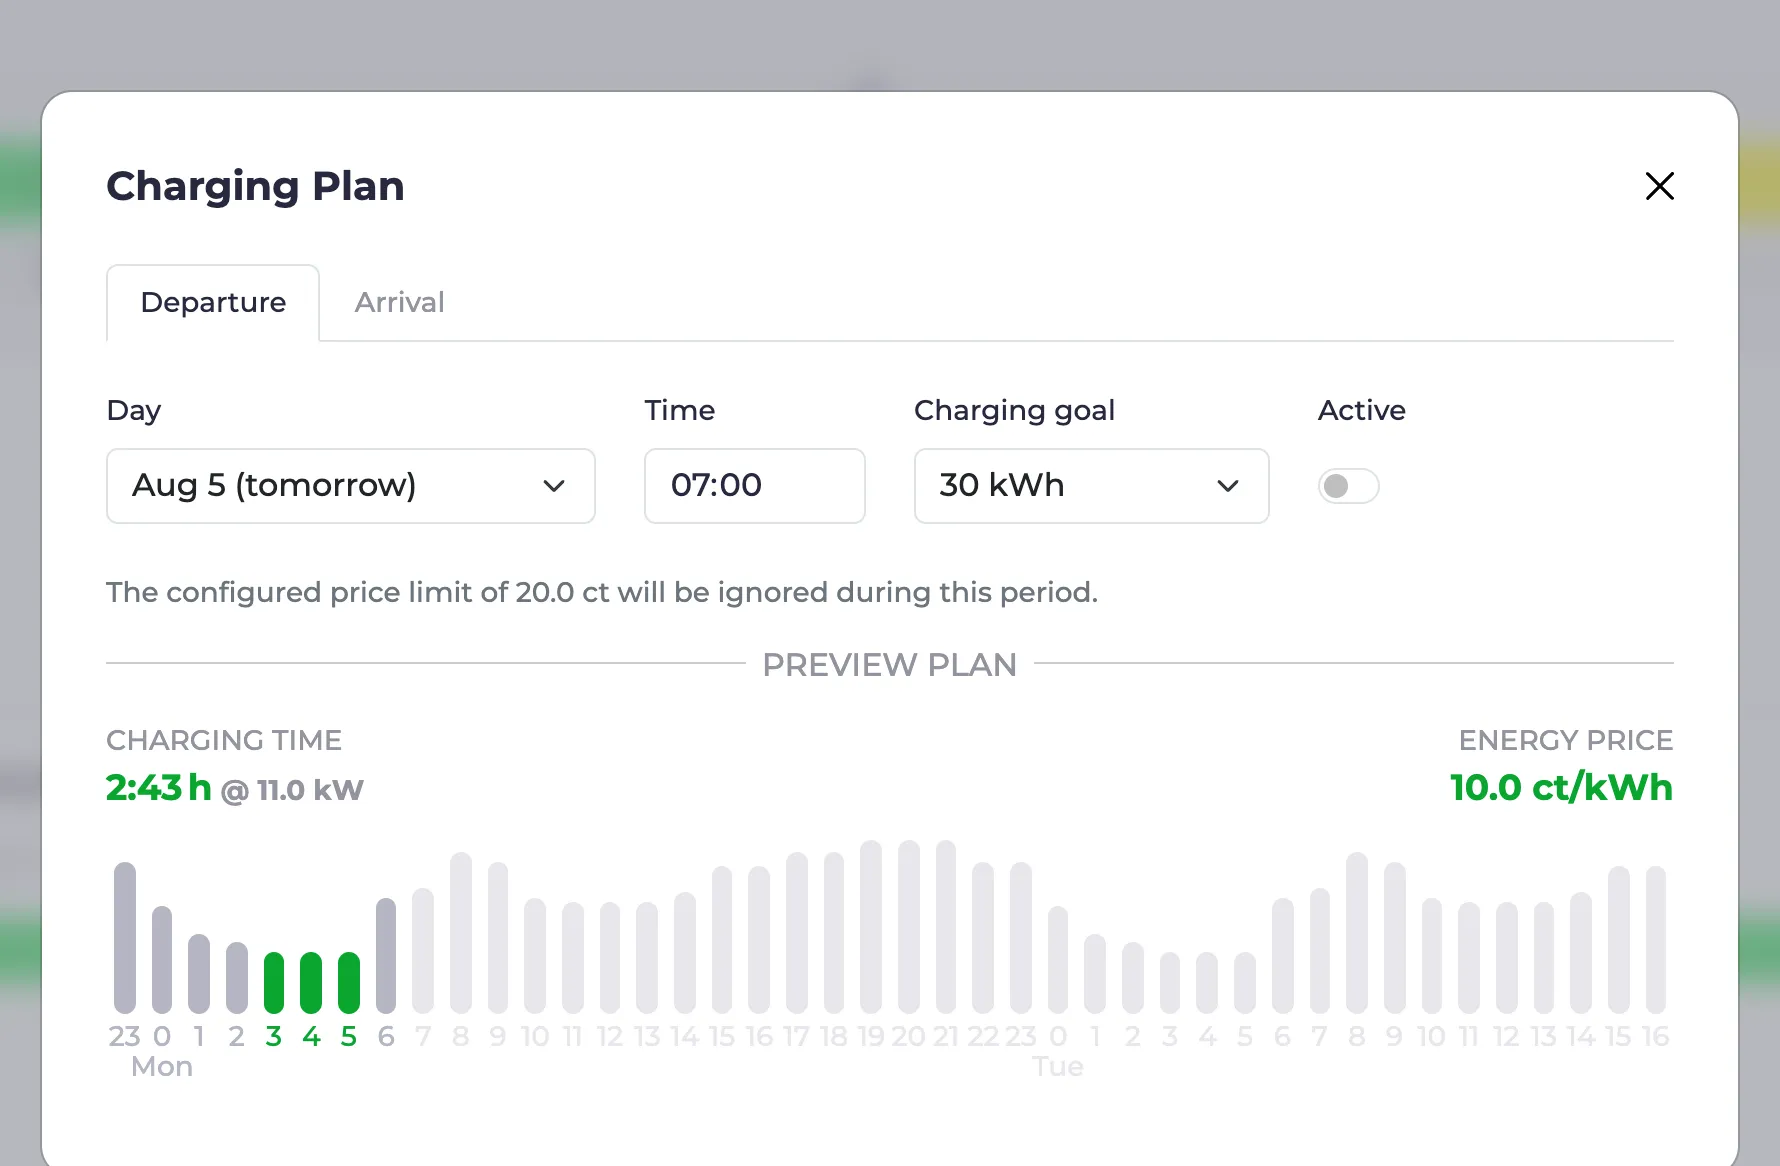 Charging Plan
Departure Arrival
Day Time Charging goal Active
Aug 5 (tomorrow) 07:00 30 kWh
The configured price limit of 20.0 ct will be ignored during this period.
PREVIEW PLAN
CHARGING TIME ENERGY PRICE
2:43 h @ 11.0 kW 10.0 ct/kWh
23 0 1 2 3 4 5 6 7 8 9 10 11 12 13 14 15 16 17 18 19 20 21 22 23 0 1 2 3 4 5 6 7 8 9 10 11 12 13 14 15 16
Mon Tue